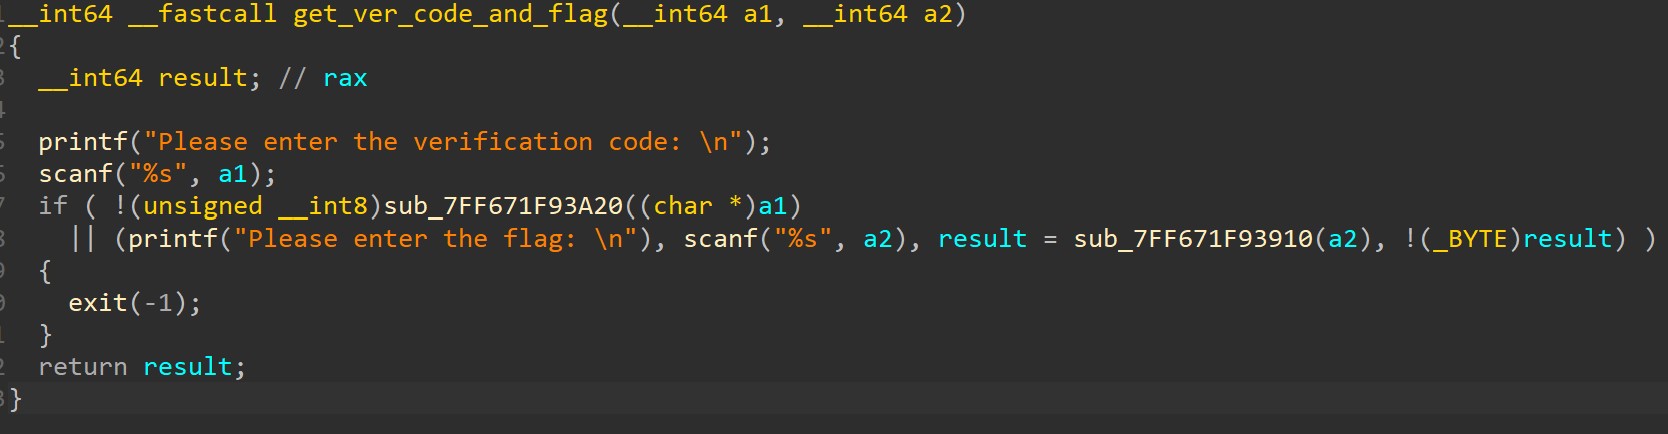 __int64 __fastcall get_ver_code_and_flag(__int64 a1, __int64 a2)
{
  __int64 result; // rax

  printf("Please enter the verification code: \n");
  scanf("%s", a1);
  if ( !(unsigned __int8)sub_7FF671F93A20((char *)a1)
    || (printf("Please enter the flag: \n"), scanf("%s", a2), result = sub_7FF671F93910(a2), !(_BYTE)result) )
  {
    exit(-1);
  }
  return result;
}